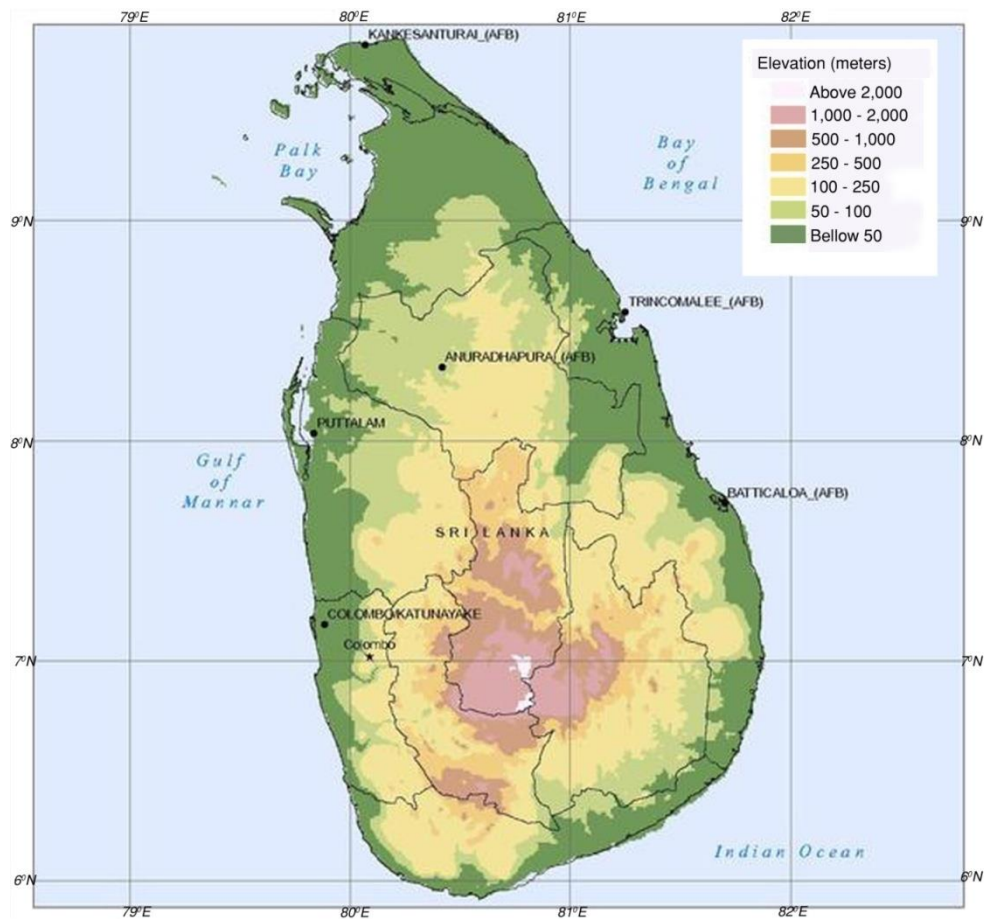 79°E 80°E 81°E 82°E
KANKESANTURAI_(AFB)
Elevation (meters)
Above 2,000
1,000 - 2,000
500 - 1,000
250 - 500
100 - 250
50 - 100
Bellow 50
Palk
Bay
Bay
of
Bengal
9°N 9°N
TRINCOMALEE_(AFB)
ANURADHAPURA_(AFB)
PUTTALAM
8°N 8°N
Gulf
of
Mannar
BATTICALOA_(AFB)
SRI LANKA
COLOMBO/KATUNAYAKE
Colombo
7°N 7°N
Indian Ocean
6°N 6°N
79°E 80°E 81°E 82°E